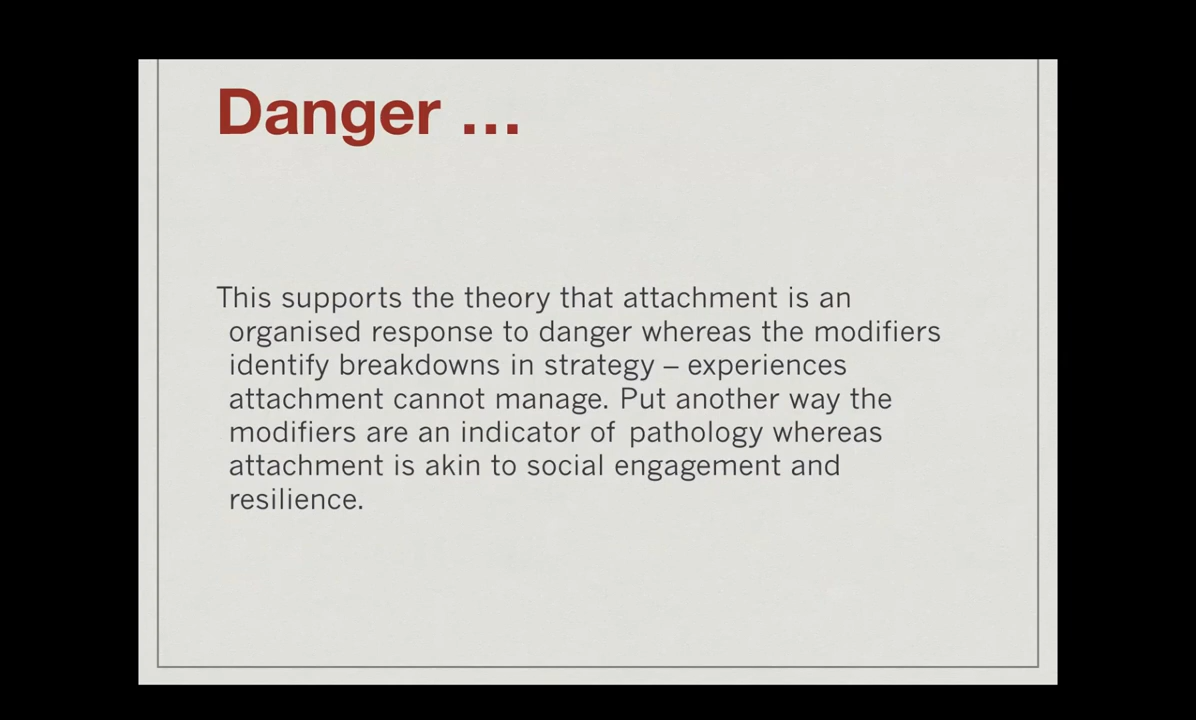 Danger ...
This supports the theory that attachment is an
organised response to danger whereas the modifiers
identify breakdowns in strategy – experiences
attachment cannot manage. Put another way the
modifiers are an indicator of pathology whereas
attachment is akin to social engagement and
resilience.